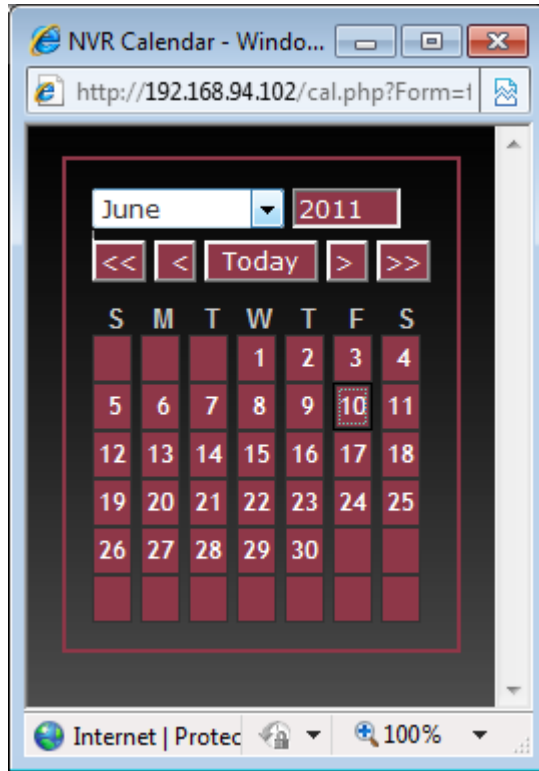 NVR Calendar - Windo...
http://192.168.94.102/cal.php?Form=f
June 2011
<< < Today > >>
S M T W T F S
1 2 3 4
5 6 7 8 9 10 11
12 13 14 15 16 17 18
19 20 21 22 23 24 25
26 27 28 29 30
Internet | Protec 100%